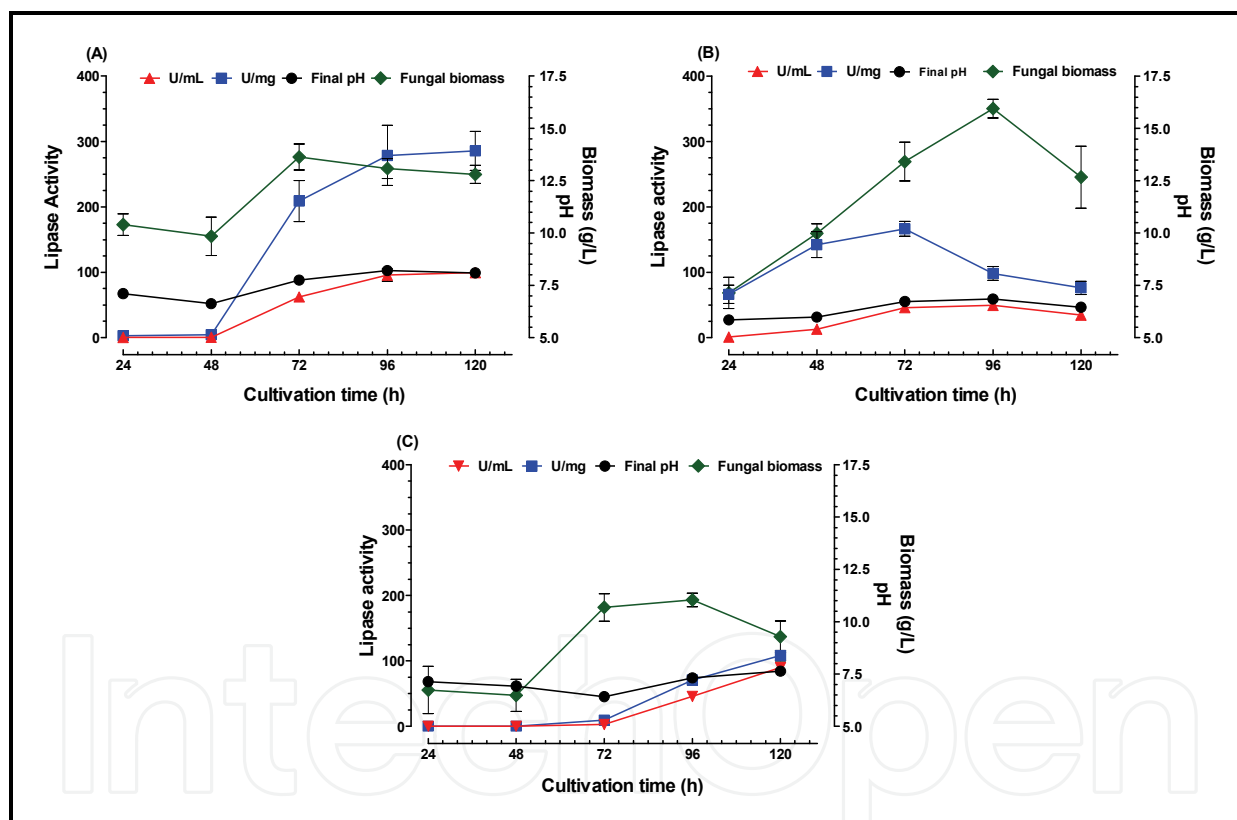 (A)
U/mL U/mg Final pH Fungal biomass
400
300
200
100
0
17.5
15.0
12.5
10.0
7.5
5.0
Lipase Activity
Biomass (g/L)
pH
24 48 72 96 120
Cultivation time (h)
(B)
U/mL U/mg Final pH Fungal biomass
400
300
200
100
0
17.5
15.0
12.5
10.0
7.5
5.0
Lipase activity
Biomass (g/L)
pH
24 48 72 96 120
Cultivation time (h)
(C)
U/mL U/mg Final pH Fungal biomass
400
300
200
100
0
17.5
15.0
12.5
10.0
7.5
5.0
Lipase activity
Biomass (g/L)
pH
24 48 72 96 120
Cultivation time (h)
IntechOpen